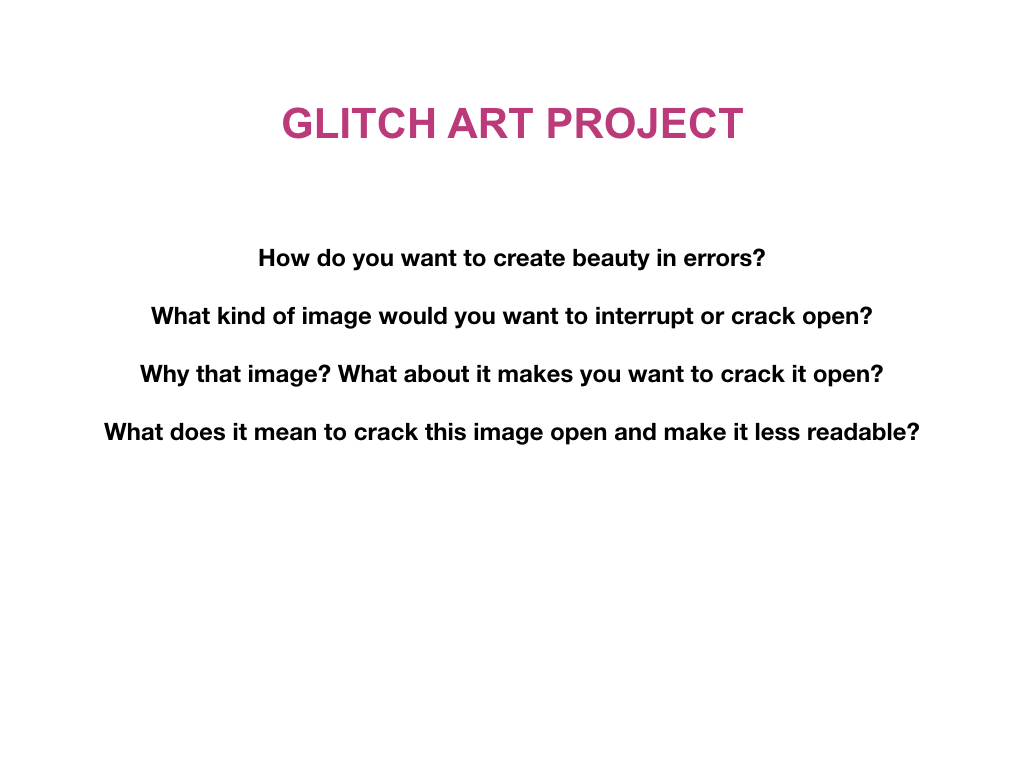 GLITCH ART PROJECT
How do you want to create beauty in errors?
What kind of image would you want to interrupt or crack open?
Why that image? What about it makes you want to crack it open?
What does it mean to crack this image open and make it less readable?